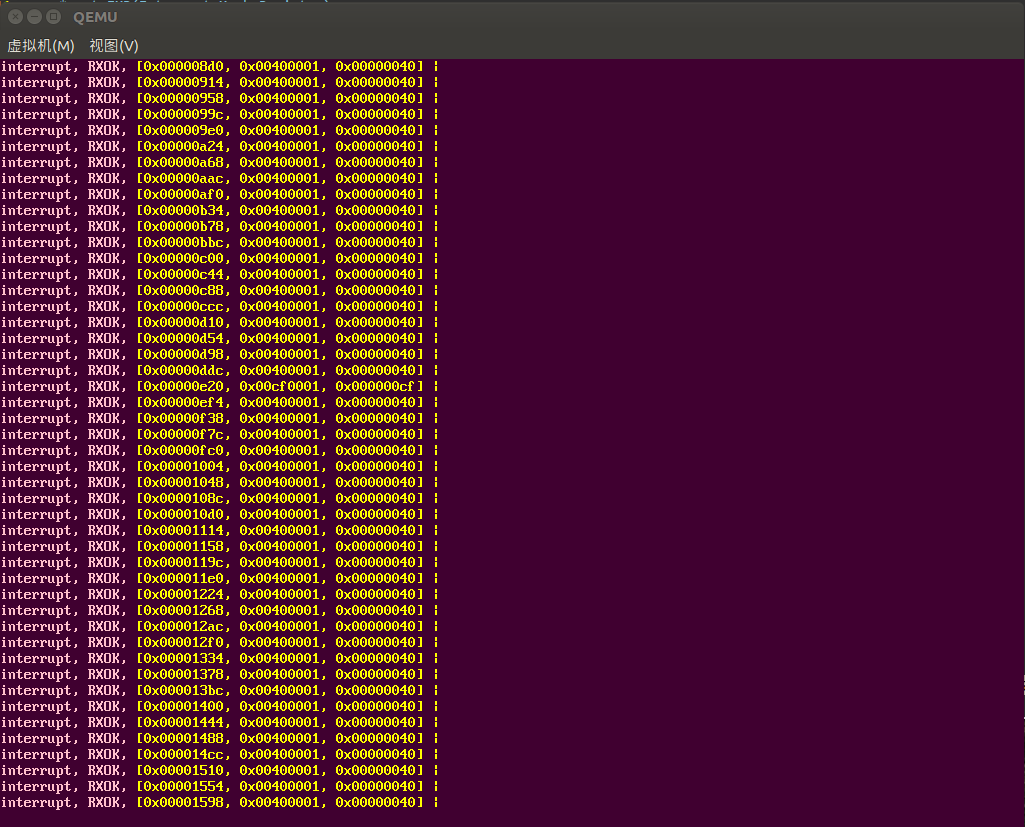 QEMU
虚拟机(M) 视图(V)
interrupt, RXOK, [0x000008d0, 0x00400001, 0x00000040] ¦
interrupt, RXOK, [0x00000914, 0x00400001, 0x00000040] ¦
interrupt, RXOK, [0x00000958, 0x00400001, 0x00000040] ¦
interrupt, RXOK, [0x0000099c, 0x00400001, 0x00000040] ¦
interrupt, RXOK, [0x000009e0, 0x00400001, 0x00000040] ¦
interrupt, RXOK, [0x00000a24, 0x00400001, 0x00000040] ¦
interrupt, RXOK, [0x00000a68, 0x00400001, 0x00000040] ¦
interrupt, RXOK, [0x00000aac, 0x00400001, 0x00000040] ¦
interrupt, RXOK, [0x00000af0, 0x00400001, 0x00000040] ¦
interrupt, RXOK, [0x00000b34, 0x00400001, 0x00000040] ¦
interrupt, RXOK, [0x00000b78, 0x00400001, 0x00000040] ¦
interrupt, RXOK, [0x00000bbc, 0x00400001, 0x00000040] ¦
interrupt, RXOK, [0x00000c00, 0x00400001, 0x00000040] ¦
interrupt, RXOK, [0x00000c44, 0x00400001, 0x00000040] ¦
interrupt, RXOK, [0x00000c88, 0x00400001, 0x00000040] ¦
interrupt, RXOK, [0x00000ccc, 0x00400001, 0x00000040] ¦
interrupt, RXOK, [0x00000d10, 0x00400001, 0x00000040] ¦
interrupt, RXOK, [0x00000d54, 0x00400001, 0x00000040] ¦
interrupt, RXOK, [0x00000d98, 0x00400001, 0x00000040] ¦
interrupt, RXOK, [0x00000ddc, 0x00400001, 0x00000040] ¦
interrupt, RXOK, [0x00000e20, 0x00cf0001, 0x000000cf] ¦
interrupt, RXOK, [0x00000ef4, 0x00400001, 0x00000040] ¦
interrupt, RXOK, [0x00000f38, 0x00400001, 0x00000040] ¦
interrupt, RXOK, [0x00000f7c, 0x00400001, 0x00000040] ¦
interrupt, RXOK, [0x00000fc0, 0x00400001, 0x00000040] ¦
interrupt, RXOK, [0x00001004, 0x00400001, 0x00000040] ¦
interrupt, RXOK, [0x00001048, 0x00400001, 0x00000040] ¦
interrupt, RXOK, [0x0000108c, 0x00400001, 0x00000040] ¦
interrupt, RXOK, [0x000010d0, 0x00400001, 0x00000040] ¦
interrupt, RXOK, [0x00001114, 0x00400001, 0x00000040] ¦
interrupt, RXOK, [0x00001158, 0x00400001, 0x00000040] ¦
interrupt, RXOK, [0x0000119c, 0x00400001, 0x00000040] ¦
interrupt, RXOK, [0x000011e0, 0x00400001, 0x00000040] ¦
interrupt, RXOK, [0x00001224, 0x00400001, 0x00000040] ¦
interrupt, RXOK, [0x00001268, 0x00400001, 0x00000040] ¦
interrupt, RXOK, [0x000012ac, 0x00400001, 0x00000040] ¦
interrupt, RXOK, [0x000012f0, 0x00400001, 0x00000040] ¦
interrupt, RXOK, [0x00001334, 0x00400001, 0x00000040] ¦
interrupt, RXOK, [0x00001378, 0x00400001, 0x00000040] ¦
interrupt, RXOK, [0x000013bc, 0x00400001, 0x00000040] ¦
interrupt, RXOK, [0x00001400, 0x00400001, 0x00000040] ¦
interrupt, RXOK, [0x00001444, 0x00400001, 0x00000040] ¦
interrupt, RXOK, [0x00001488, 0x00400001, 0x00000040] ¦
interrupt, RXOK, [0x000014cc, 0x00400001, 0x00000040] ¦
interrupt, RXOK, [0x00001510, 0x00400001, 0x00000040] ¦
interrupt, RXOK, [0x00001554, 0x00400001, 0x00000040] ¦
interrupt, RXOK, [0x00001598, 0x00400001, 0x00000040] ¦